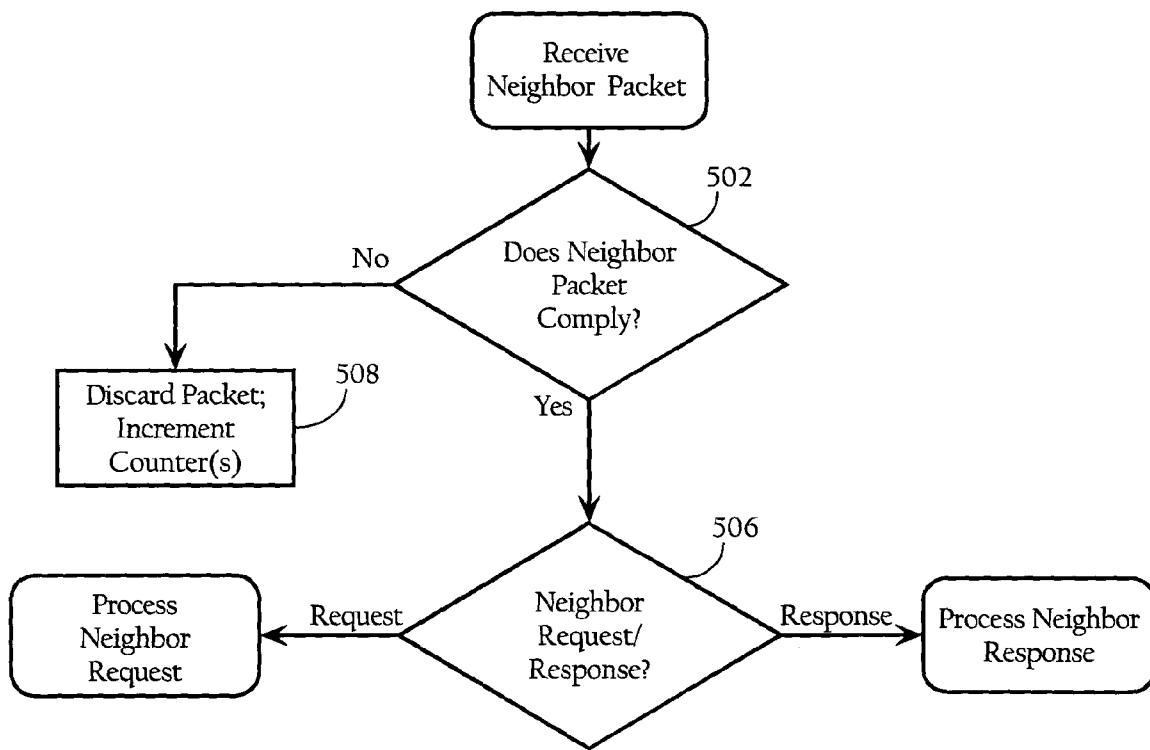 Receive
Neighbor Packet
502
Does Neighbor
Packet
Comply?
No
Discard Packet;
Increment
Counter(s)
508
Yes
506
Process
Neighbor
Request
Request
Neighbor
Request/
Response?
Response
Process Neighbor
Response